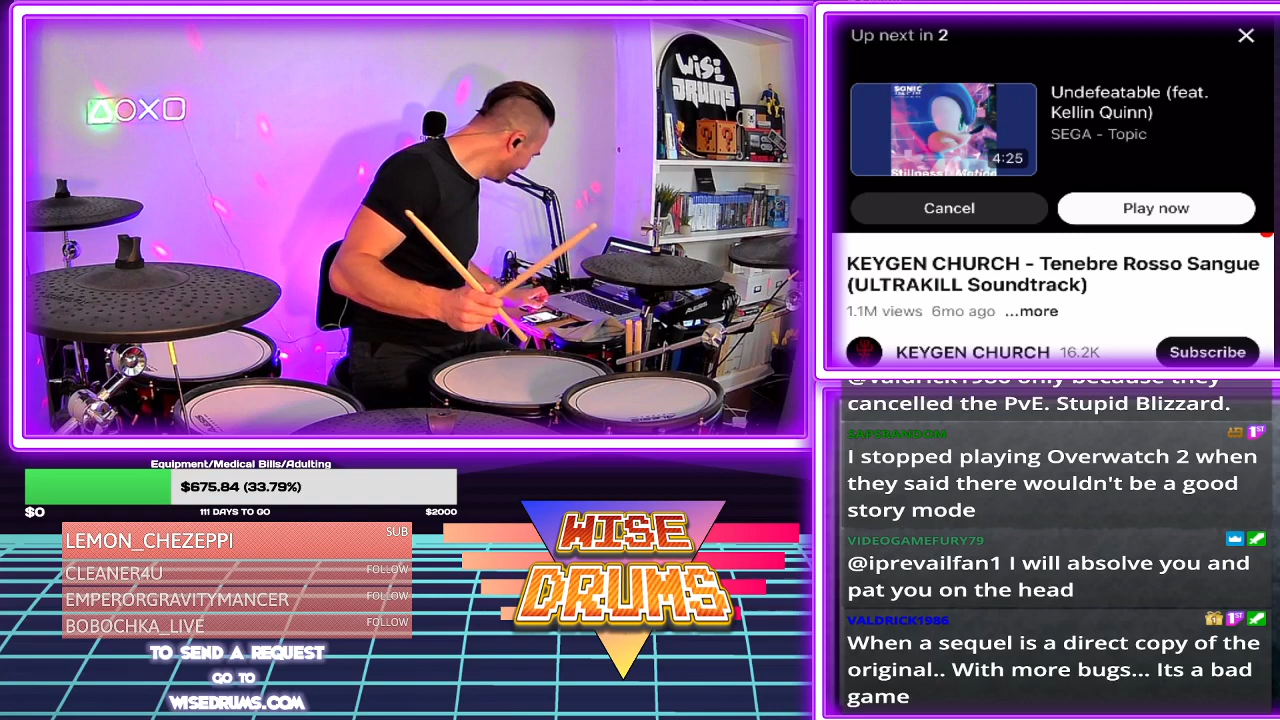 WISE
DRUMS
Up next in 2
SONIC
Undefeatable (feat.
Kellin Quinn)
SEGA - Topic
4:25
Cancel
Play now
KEYGEN CHURCH - Tenebre Rosso Sangue
(ULTRAKILL Soundtrack)
1.1M views 6mo ago ...more
KEYGEN CHURCH 16.2K
Subscribe
cancelled the PvE. Stupid Blizzard.
I stopped playing Overwatch 2 when
they said there wouldn't be a good
story mode
VIDEOGAMEFURY79
@iprevailfan1 I will absolve you and
pat you on the head
VALDRICK1986
When a sequel is a direct copy of the
original.. With more bugs... Its a bad
game
Equipment/Medical Bills/Adulting
$675.84 (33.79%)
$0
111 DAYS TO GO
$2000
LEMON_CHEZEPPI SUB
CLEANER4U FOLLOW
EMPERORGRAVITYMANCER FOLLOW
BOBOCHKA_LIVE FOLLOW
TO SEND A REQUEST
GO TO
WISEDRUMS.COM
WISE
DRUMS